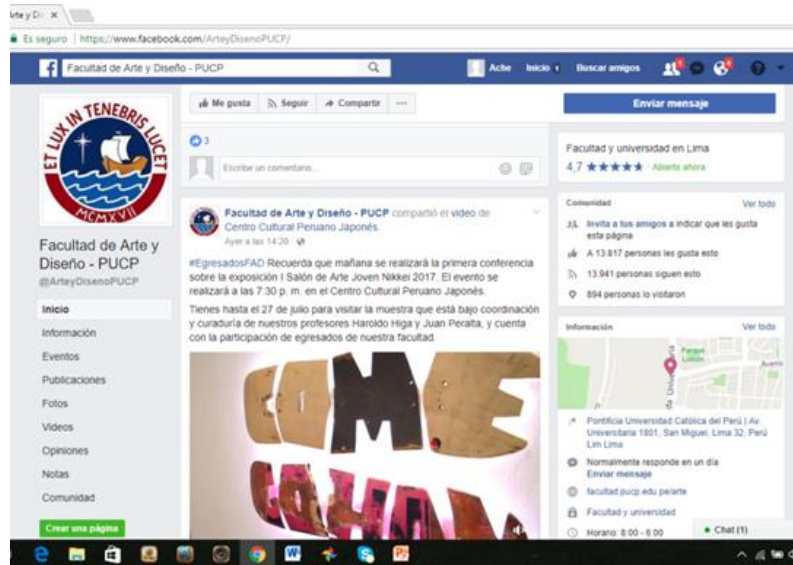 Arte y Di
Es seguro | https://www.facebook.com/ArteyDisenoPUCP/
Facultad de Arte y Diseño - PUCP
Ache
Inicio
Buscar amigos
ET LUX IN TENEBRIS LUCET
MCMXVII
Facultad de Arte y
Diseño - PUCP
@ArteyDisenoPUCP
Inicio
Información
Eventos
Publicaciones
Fotos
Videos
Opiniones
Notas
Comunidad
Crear una página
Me gusta
Seguir
Compartir
3
Escribe un comentario...
Facultad de Arte y Diseño - PUCP compartió el video de
Centro Cultural Peruano Japonés.
Ayer a las 14:20 ·
#EgresadosFAD Recuerda que mañana se realizará la primera conferencia
sobre la exposición I Salón de Arte Joven Nikkei 2017. El evento se
realizará a las 7:30 p. m. en el Centro Cultural Peruano Japonés.
Tienes hasta el 27 de julio para visitar la muestra que está bajo coordinación
y curaduría de nuestros profesores Haroldo Higa y Juan Peralta, y cuenta
con la participación de egresados de nuestra facultad.
COME
Enviar mensaje
Facultad y universidad en Lima
4,7 ★★★★★ · Abierto ahora
Comunidad
Ver todo
Invita a tus amigos a indicar que les gusta
esta página
A 13.817 personas les gusta esto
13.941 personas siguen esto
894 personas lo visitaron
Información
Ver todo
Parque
Pontificia Universidad Católica del Perú | Av.
Universitaria 1801, San Miguel, Lima 32, Perú
Lim Lima
Normalmente responde en un día
Enviar mensaje
facultad.pucp.edu.pe/arte
Facultad y universidad
Horario: 8:00 - 6:00
Chat (1)